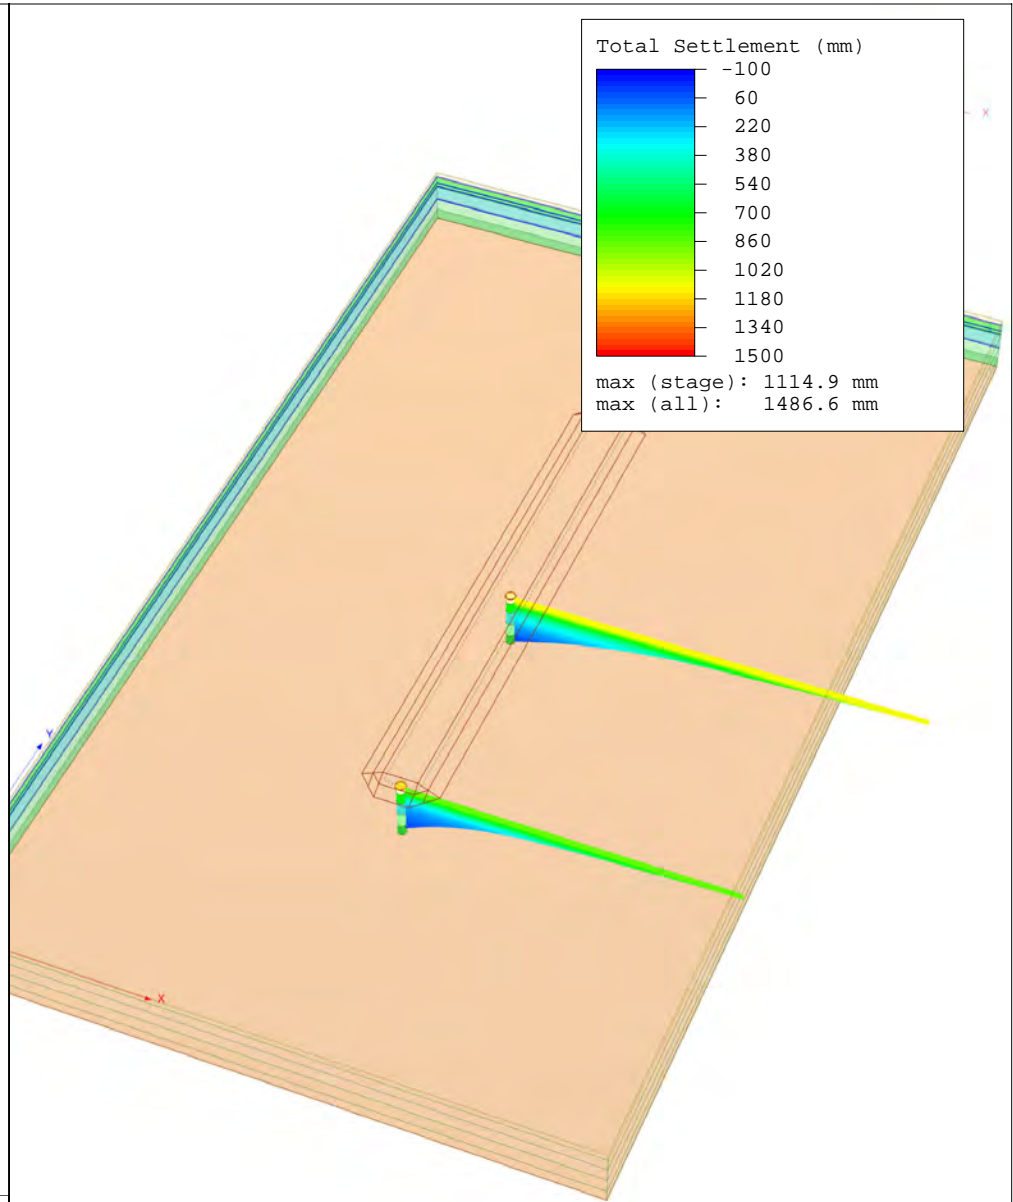 Total Settlement (mm)
-100
60
220
380
540
700
860
1020
1180
1340
1500
max (stage): 1114.9 mm
max (all): 1486.6 mm
X
Y
X